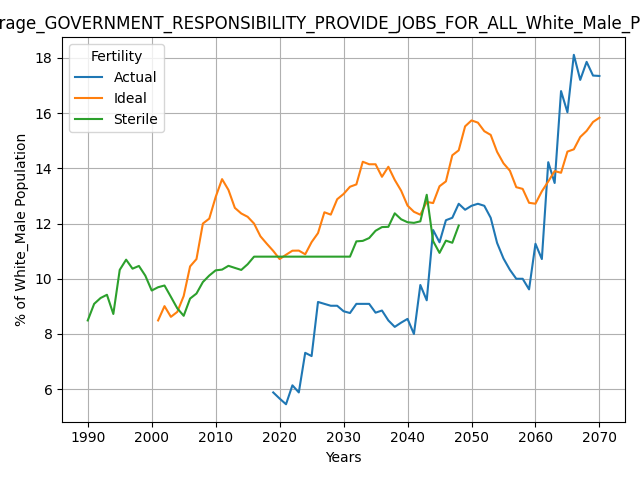 rage_GOVERNMENT_RESPONSIBILITY_PROVIDE_JOBS_FOR_ALL_White_Male_P
Fertility
Actual
Ideal
Sterile
% of White_Male Population
18
16
14
12
10
8
6
1990 2000 2010 2020 2030 2040 2050 2060 2070
Years